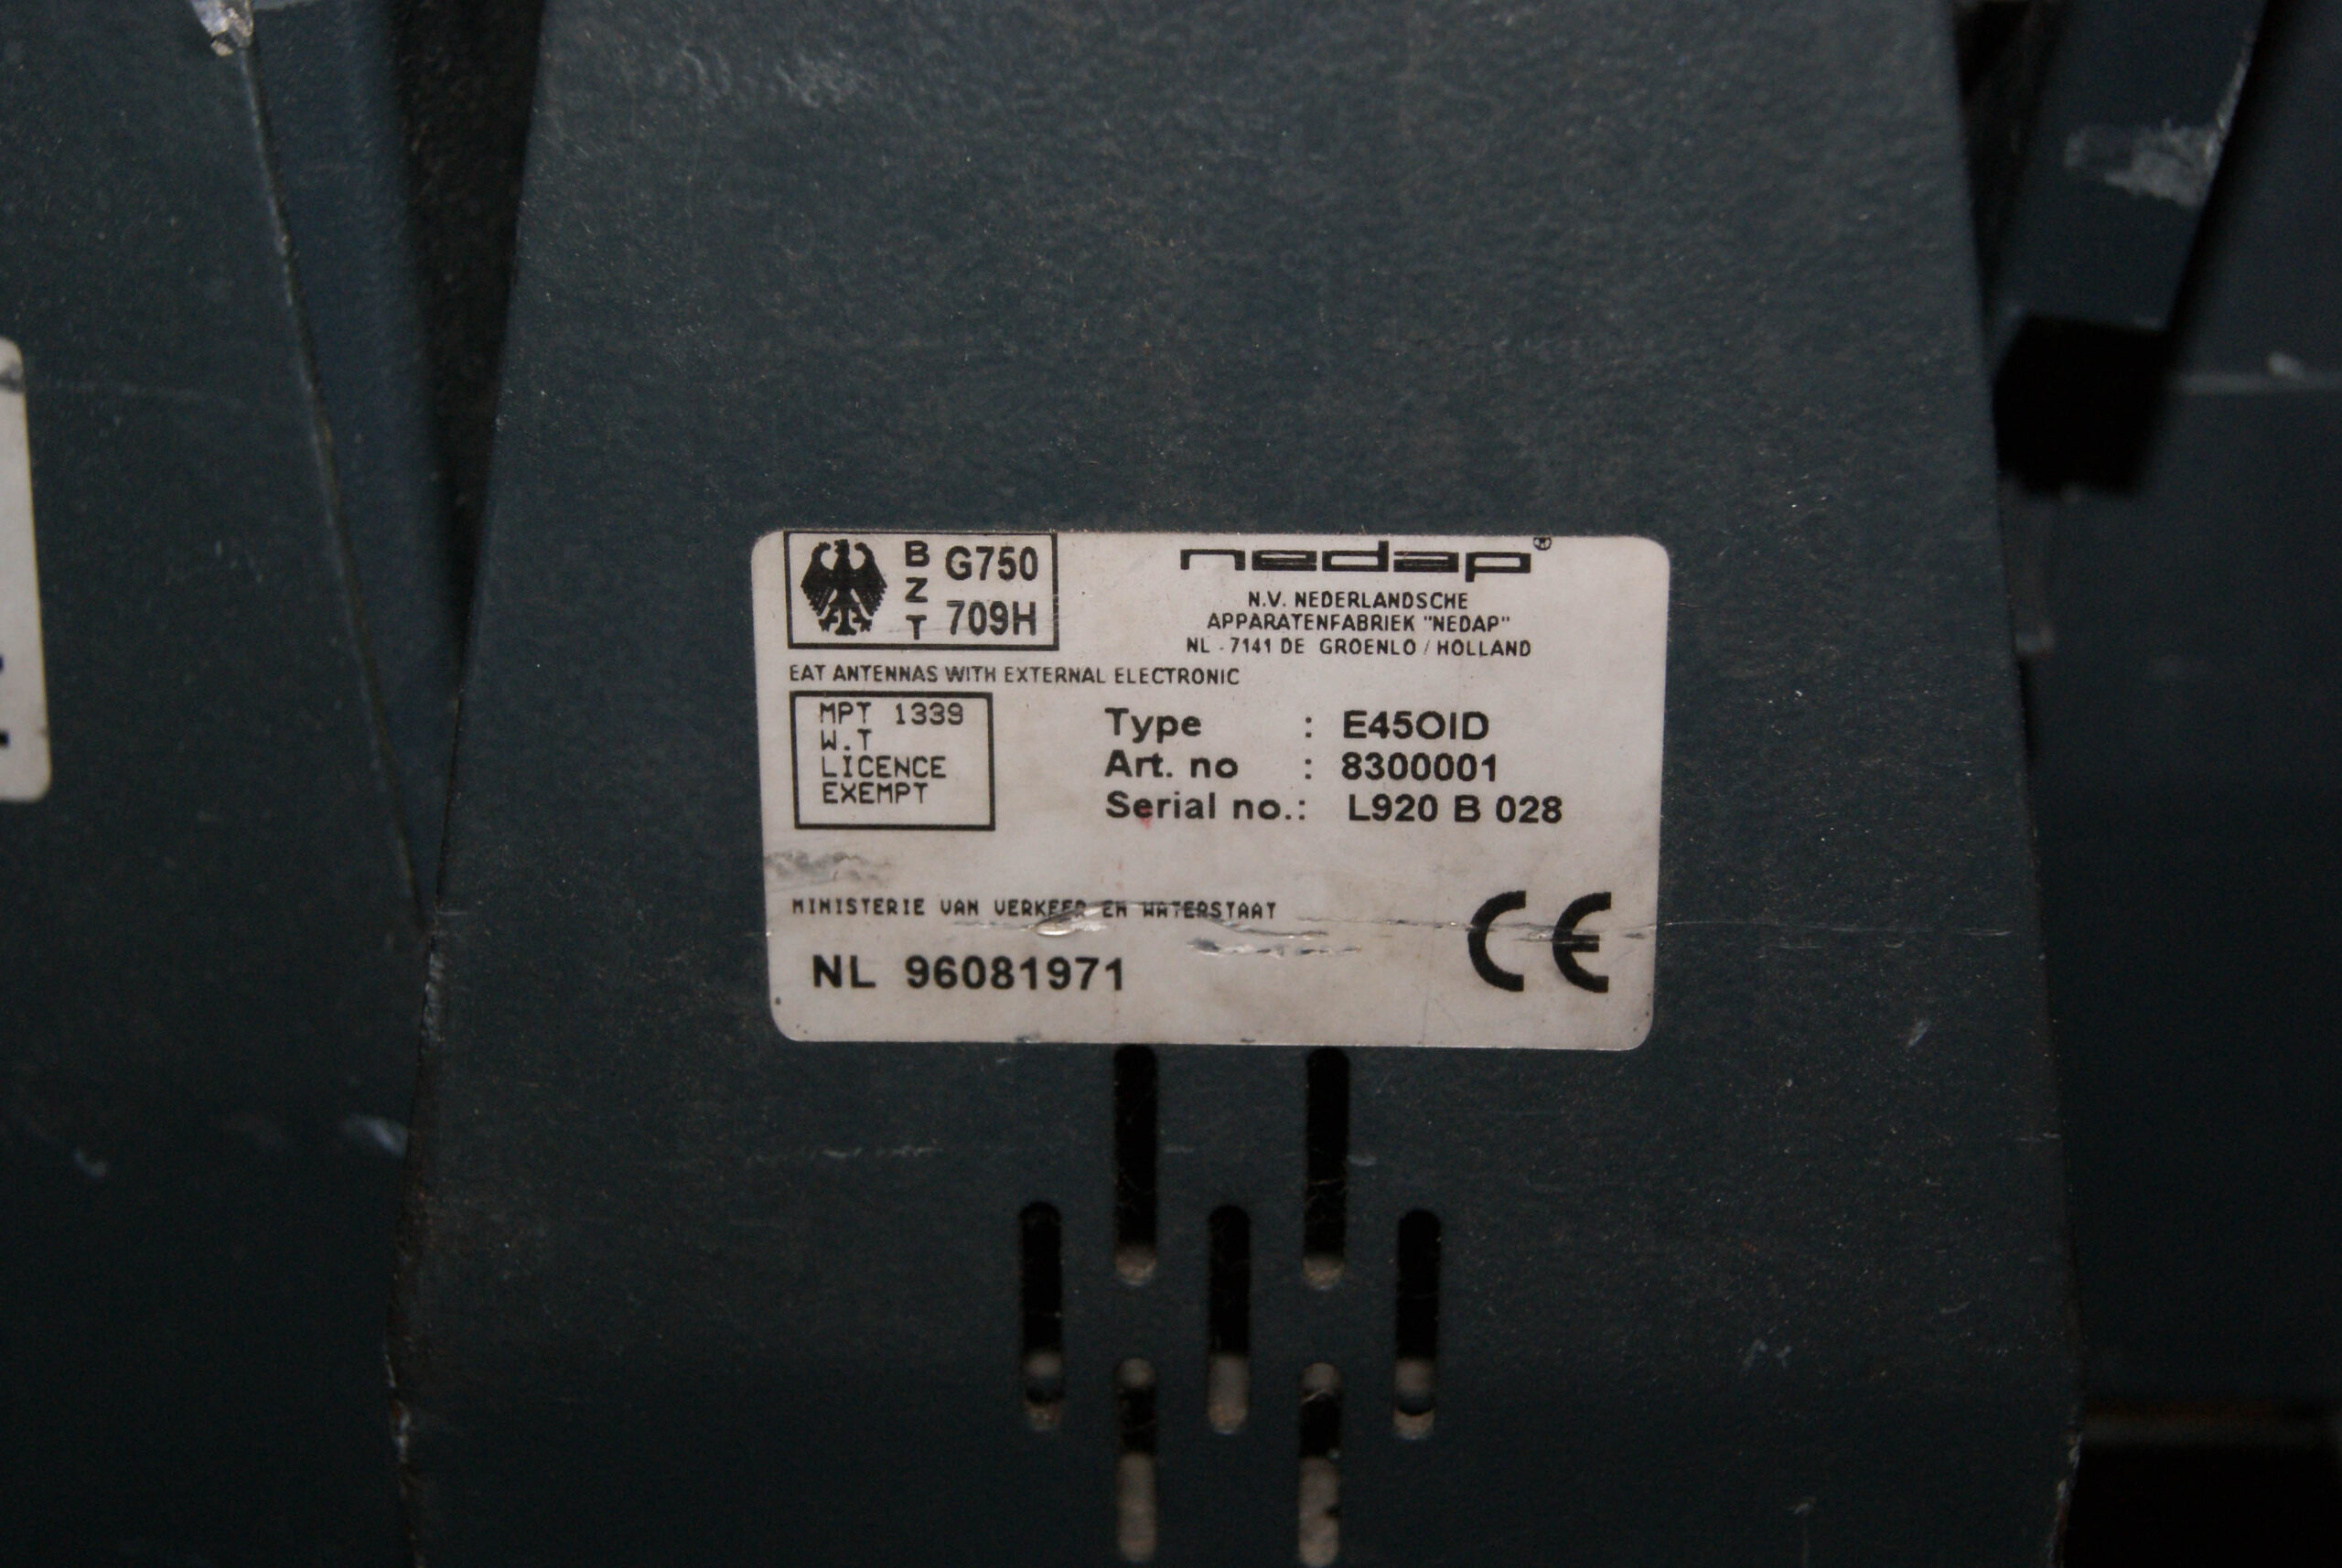 B
Z
T
G750
709H
nedap®
N.V. NEDERLANDSCHE
APPARATENFABRIEK "NEDAP"
NL - 7141 DE GROENLO / HOLLAND
EAT ANTENNAS WITH EXTERNAL ELECTRONIC
MPT 1339
W.T
LICENCE
EXEMPT
Type : E45OID
Art. no : 8300001
Serial no.: L920 B 028
MINISTERIE VAN VERKEER EN WATERSTAAT
NL 96081971
CE